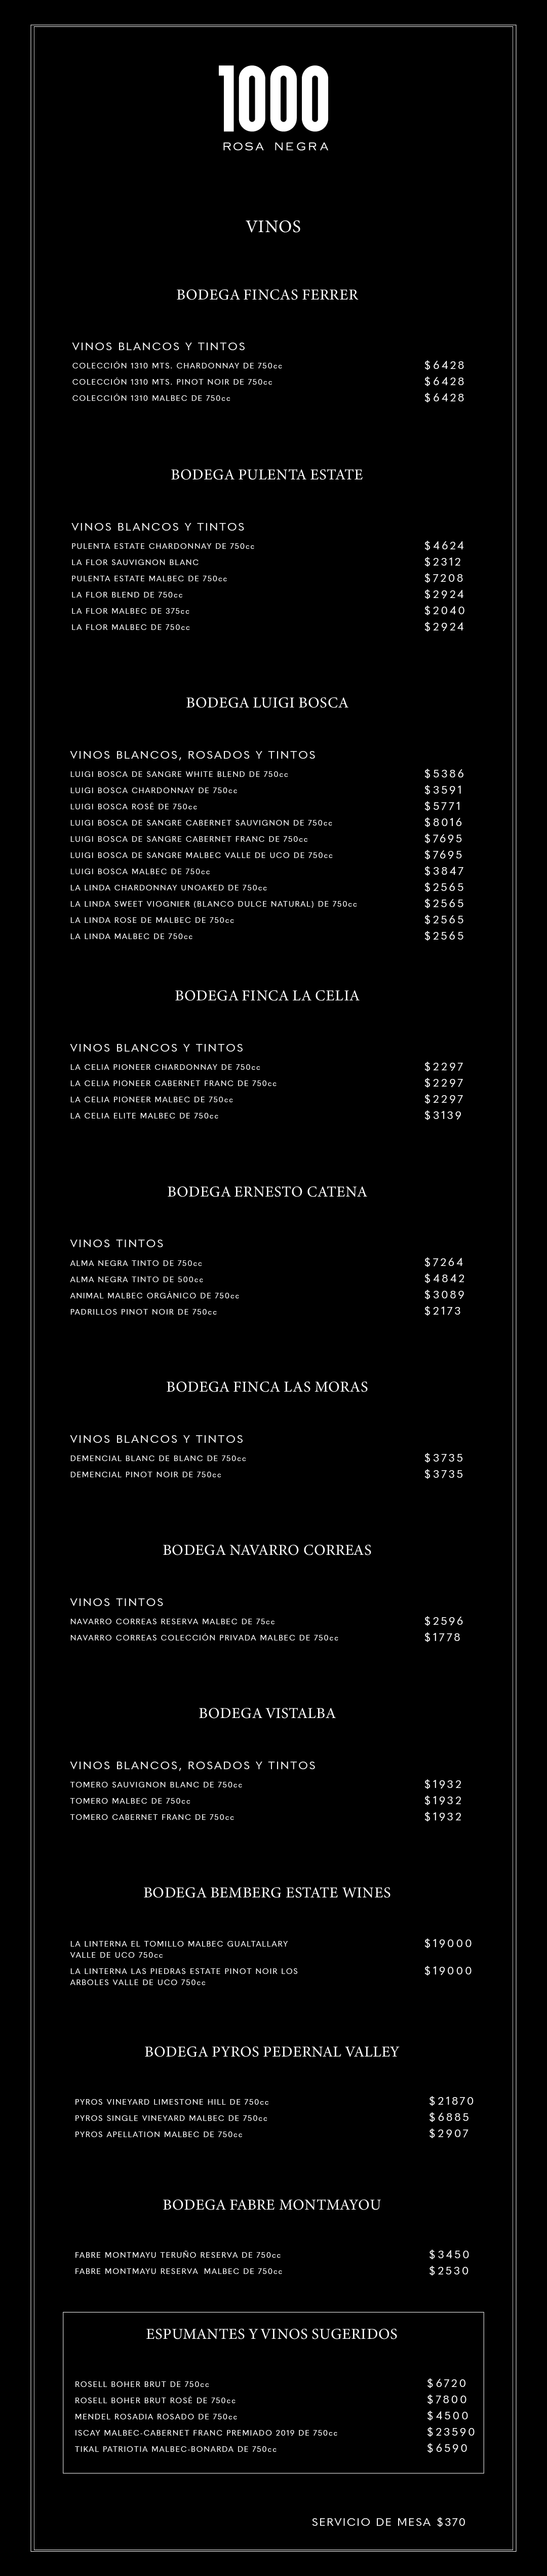 1000
ROSA NEGRA
VINOS
BODEGA FINCAS FERRER
VINOS BLANCOS Y TINTOS
COLECCIÓN 1310 MTS. CHARDONNAY DE 750cc $6428
COLECCIÓN 1310 MTS. PINOT NOIR DE 750cc $6428
COLECCIÓN 1310 MALBEC DE 750cc $6428
BODEGA PULENTA ESTATE
VINOS BLANCOS Y TINTOS
PULENTA ESTATE CHARDONNAY DE 750cc $4624
LA FLOR SAUVIGNON BLANC $2312
PULENTA ESTATE MALBEC DE 750cc $7208
LA FLOR BLEND DE 750cc $2924
LA FLOR MALBEC DE 375cc $2040
LA FLOR MALBEC DE 750cc $2924
BODEGA LUIGI BOSCA
VINOS BLANCOS, ROSADOS Y TINTOS
LUIGI BOSCA DE SANGRE WHITE BLEND DE 750cc $5386
LUIGI BOSCA CHARDONNAY DE 750cc $3591
LUIGI BOSCA ROSÉ DE 750cc $5771
LUIGI BOSCA DE SANGRE CABERNET SAUVIGNON DE 750cc $8016
LUIGI BOSCA DE SANGRE CABERNET FRANC DE 750cc $7695
LUIGI BOSCA DE SANGRE MALBEC VALLE DE UCO DE 750cc $7695
LUIGI BOSCA MALBEC DE 750cc $3847
LA LINDA CHARDONNAY UNOAKED DE 750cc $2565
LA LINDA SWEET VIOGNIER (BLANCO DULCE NATURAL) DE 750cc $2565
LA LINDA ROSE DE MALBEC DE 750cc $2565
LA LINDA MALBEC DE 750cc $2565
BODEGA FINCA LA CELIA
VINOS BLANCOS Y TINTOS
LA CELIA PIONEER CHARDONNAY DE 750cc $2297
LA CELIA PIONEER CABERNET FRANC DE 750cc $2297
LA CELIA PIONEER MALBEC DE 750cc $2297
LA CELIA ELITE MALBEC DE 750cc $3139
BODEGA ERNESTO CATENA
VINOS TINTOS
ALMA NEGRA TINTO DE 750cc $7264
ALMA NEGRA TINTO DE 500cc $4842
ANIMAL MALBEC ORGÁNICO DE 750cc $3089
PADRILLOS PINOT NOIR DE 750cc $2173
BODEGA FINCA LAS MORAS
VINOS BLANCOS Y TINTOS
DEMENCIAL BLANC DE BLANC DE 750cc $3735
DEMENCIAL PINOT NOIR DE 750cc $3735
BODEGA NAVARRO CORREAS
VINOS TINTOS
NAVARRO CORREAS RESERVA MALBEC DE 75cc $2596
NAVARRO CORREAS COLECCIÓN PRIVADA MALBEC DE 750cc $1778
BODEGA VISTALBA
VINOS BLANCOS, ROSADOS Y TINTOS
TOMERO SAUVIGNON BLANC DE 750cc $1932
TOMERO MALBEC DE 750cc $1932
TOMERO CABERNET FRANC DE 750cc $1932
BODEGA BEMBERG ESTATE WINES
LA LINTERNA EL TOMILLO MALBEC GUALTALLARY $19000
VALLE DE UCO 750cc
LA LINTERNA LAS PIEDRAS ESTATE PINOT NOIR LOS $19000
ARBOLES VALLE DE UCO 750cc
BODEGA PYROS PEDERNAL VALLEY
PYROS VINEYARD LIMESTONE HILL DE 750cc $21870
PYROS SINGLE VINEYARD MALBEC DE 750cc $6885
PYROS APELLATION MALBEC DE 750cc $2907
BODEGA FABRE MONTMAYOU
FABRE MONTMAYU TERUÑO RESERVA DE 750cc $3450
FABRE MONTMAYU RESERVA MALBEC DE 750cc $2530
ESPUMANTES Y VINOS SUGERIDOS
ROSELL BOHER BRUT DE 750cc $6720
ROSELL BOHER BRUT ROSÉ DE 750cc $7800
MENDEL ROSADIA ROSADO DE 750cc $4500
ISCAY MALBEC-CABERNET FRANC PREMIADO 2019 DE 750cc $23590
TIKAL PATRIOTIA MALBEC-BONARDA DE 750cc $6590
SERVICIO DE MESA $370